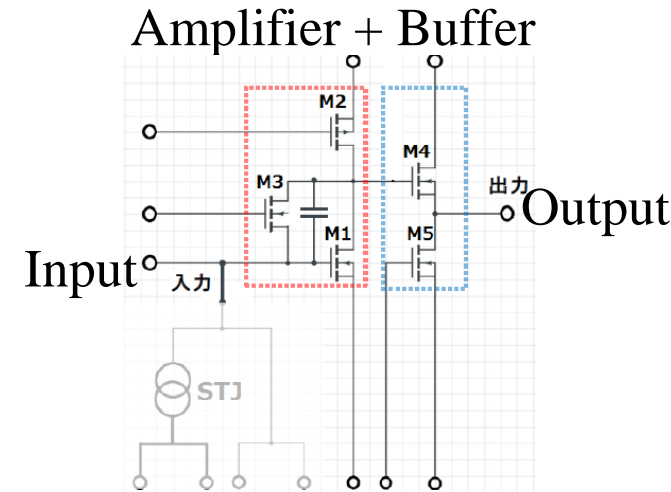 Amplifier + Buffer
M2
M4
M3
出力
Output
M1
M5
Input
入力
STJ